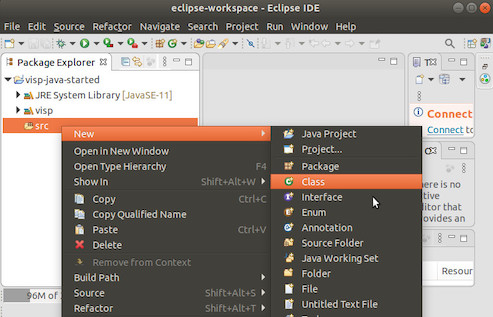 eclipse-workspace - Eclipse IDE
File Edit Source Refactor Navigate Search Project Run Window Help
Package Explorer
visp-java-started
JRE System Library [JavaSE-11]
visp
src
New
Open in New Window
Open Type Hierarchy F4
Show In Shift+Alt+W
Copy Ctrl+C
Copy Qualified Name
Paste Ctrl+V
Delete
Remove from Context
Build Path
Source Shift+Alt+S
Refactor Shift+Alt+T
Java Project
Project...
Package
Class
Interface
Enum
Annotation
Source Folder
Java Working Set
Folder
File
Untitled Text File
T
Connect
Connect to
here is no
ditor that
rovides an
Resour
96M of